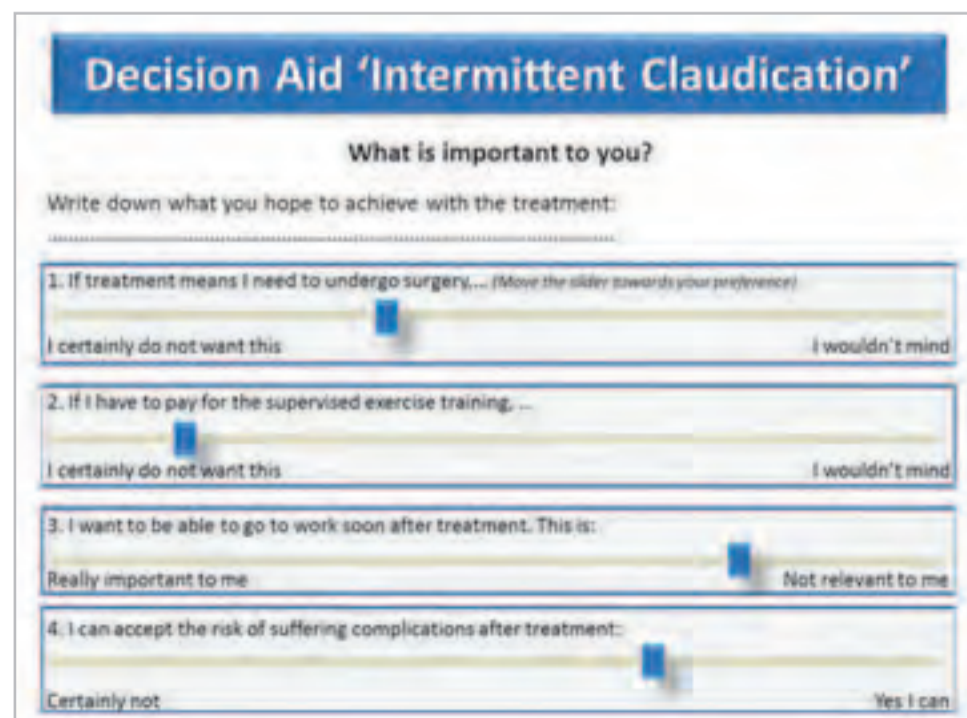 Decision Aid ‘Intermittent Claudication’
What is important to you?
Write down what you hope to achieve with the treatment:
1. If treatment means I need to undergo surgery,... (Move the slider towards your preference)
I certainly do not want this I wouldn't mind
2. If I have to pay for the supervised exercise training, ...
I certainly do not want this I wouldn't mind
3. I want to be able to go to work soon after treatment. This is:
Really important to me Not relevant to me
4. I can accept the risk of suffering complications after treatment:
Certainly not Yes I can